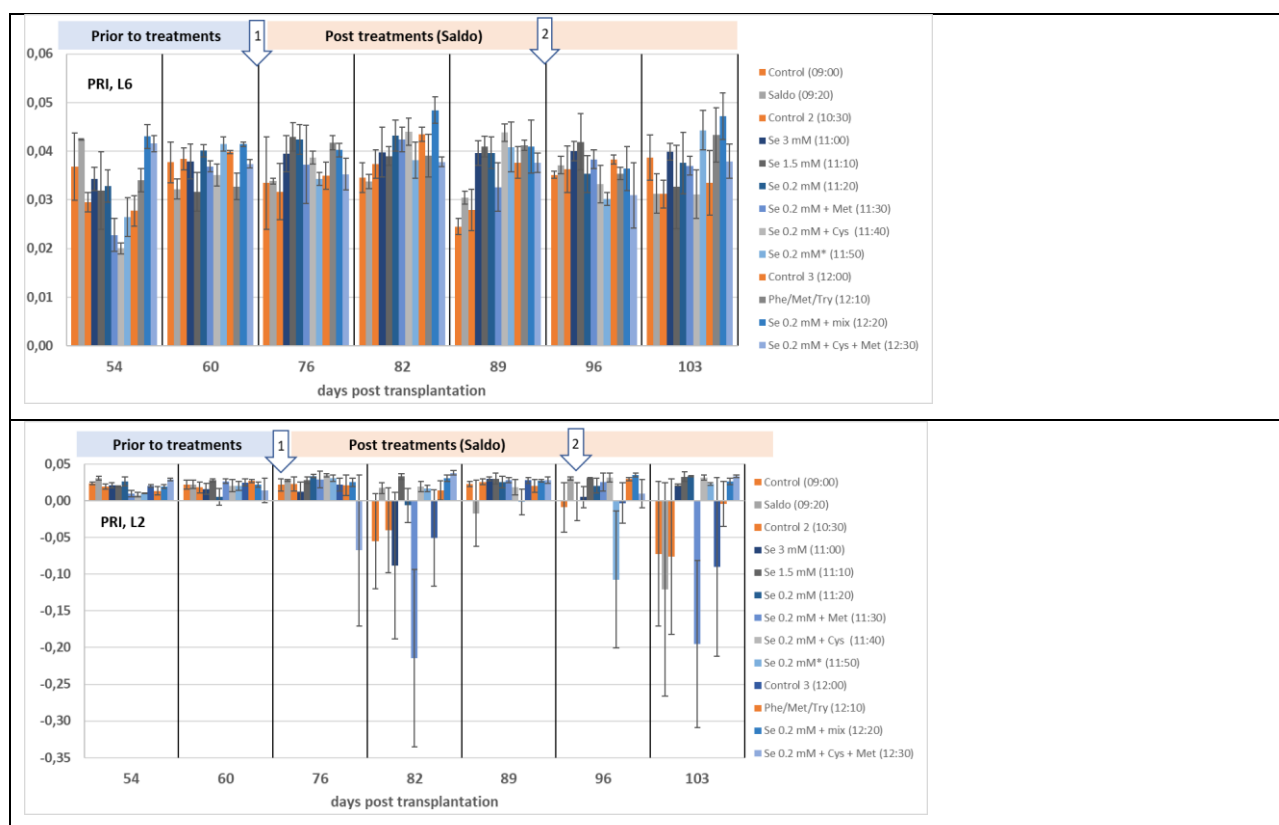 Prior to treatments 1 Post treatments (Saldo) 2
0,06
0,05
0,04
0,03
0,02
0,01
0,00
PRI, L6
54 60 76 82 89 96 103
days post transplantation
Control (09:00)
Saldo (09:20)
Control 2 (10:30)
Se 3 mM (11:00)
Se 1.5 mM (11:10)
Se 0.2 mM (11:20)
Se 0.2 mM + Met (11:30)
Se 0.2 mM + Cys (11:40)
Se 0.2 mM* (11:50)
Control 3 (12:00)
Phe/Met/Try (12:10)
Se 0.2 mM + mix (12:20)
Se 0.2 mM + Cys + Met (12:30)
Prior to treatments 1 Post treatments (Saldo) 2
0,05
0,00
-0,05
-0,10
-0,15
-0,20
-0,25
-0,30
-0,35
PRI, L2
54 60 76 82 89 96 103
days post transplantation
Control (09:00)
Saldo (09:20)
Control 2 (10:30)
Se 3 mM (11:00)
Se 1.5 mM (11:10)
Se 0.2 mM (11:20)
Se 0.2 mM + Met (11:30)
Se 0.2 mM + Cys (11:40)
Se 0.2 mM* (11:50)
Control 3 (12:00)
Phe/Met/Try (12:10)
Se 0.2 mM + mix (12:20)
Se 0.2 mM + Cys + Met (12:30)